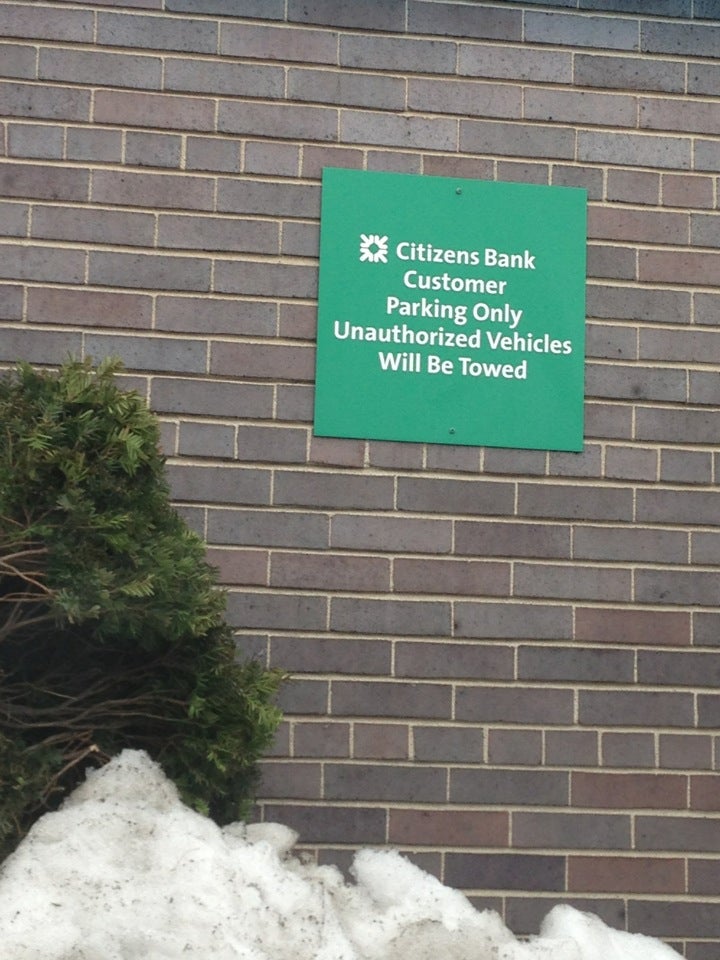 Citizens Bank
Customer
Parking Only
Unauthorized Vehicles
Will Be Towed